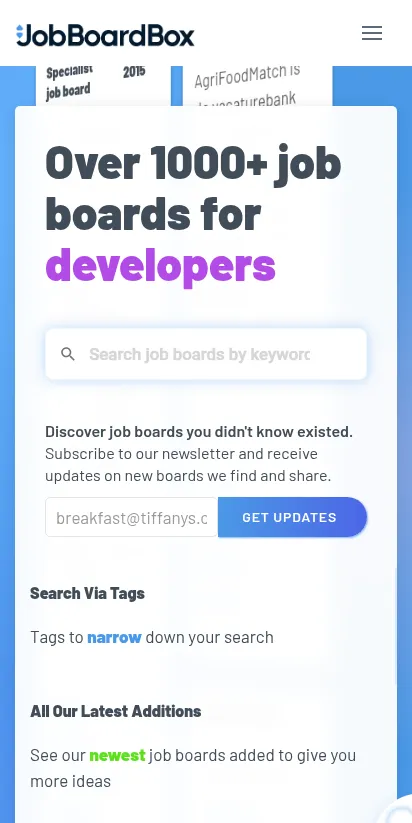 JobBoardBox
Specialist 2015
job board
AgriFoodMatch is
vacaturebank
Over 1000+ job
boards for
developers
Search job boards by keyword
Discover job boards you didn't know existed.
Subscribe to our newsletter and receive
updates on new boards we find and share.
breakfast@tiffanys.c
GET UPDATES
Search Via Tags
Tags to narrow down your search
All Our Latest Additions
See our newest job boards added to give you
more ideas